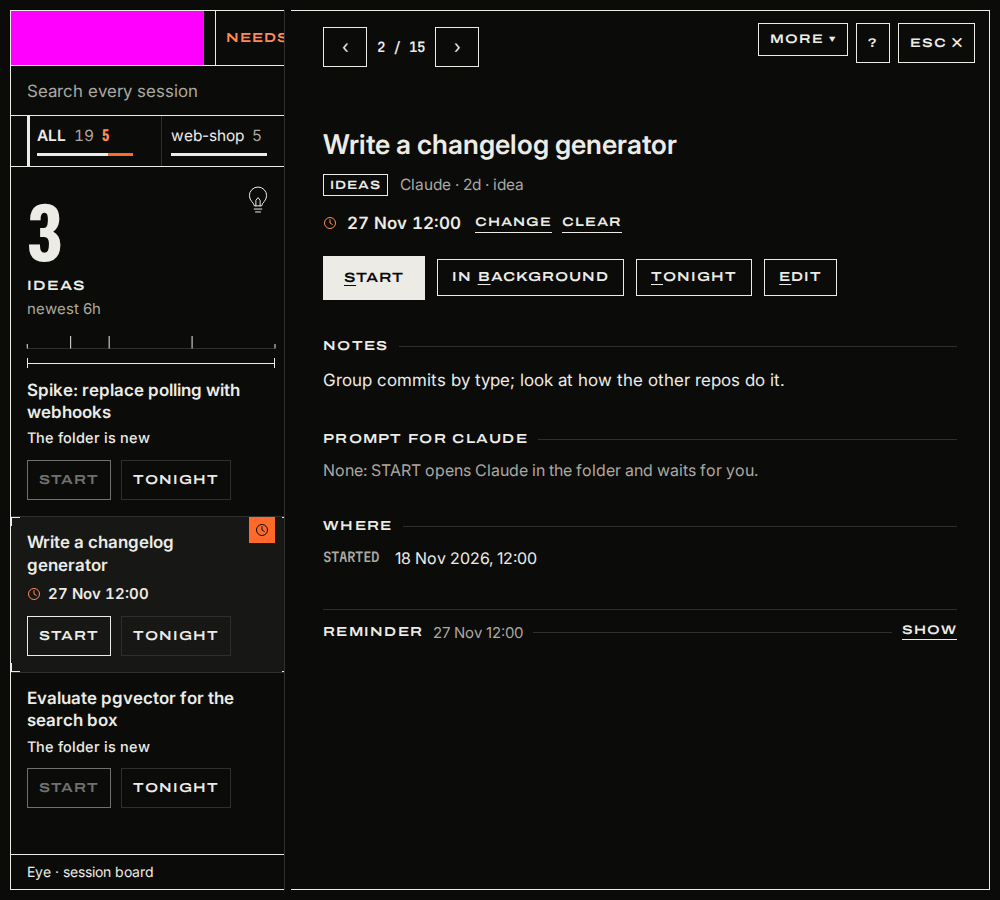 NEEDS
Search every session
ALL 19 5
web-shop 5
3
IDEAS
newest 6h
Spike: replace polling with
webhooks
The folder is new
START TONIGHT
Write a changelog
generator
27 Nov 12:00
START TONIGHT
Evaluate pgvector for the
search box
The folder is new
START TONIGHT
Eye · session board
‹ 2 / 15 ›
MORE ▾ ? ESC ✕
Write a changelog generator
IDEAS Claude · 2d · idea
27 Nov 12:00 CHANGE CLEAR
START IN BACKGROUND TONIGHT EDIT
NOTES
Group commits by type; look at how the other repos do it.
PROMPT FOR CLAUDE
None: START opens Claude in the folder and waits for you.
WHERE
STARTED 18 Nov 2026, 12:00
REMINDER 27 Nov 12:00 SHOW